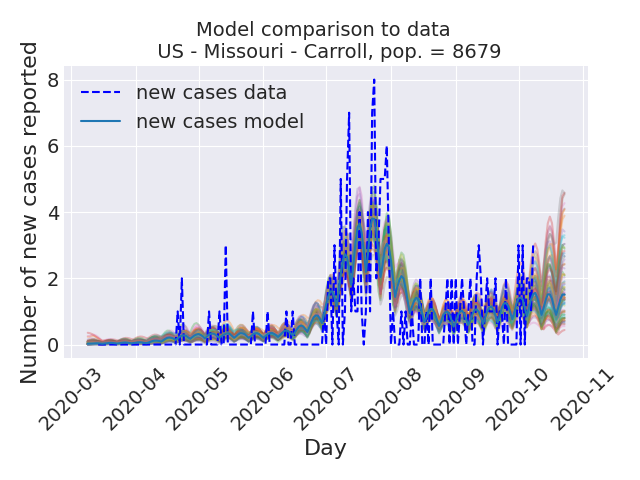 Model comparison to data
US - Missouri - Carroll, pop. = 8679
Number of new cases reported
8
6
4
2
0
new cases data
new cases model
2020-03
2020-04
2020-05
2020-06
2020-07
2020-08
2020-09
2020-10
2020-11
Day